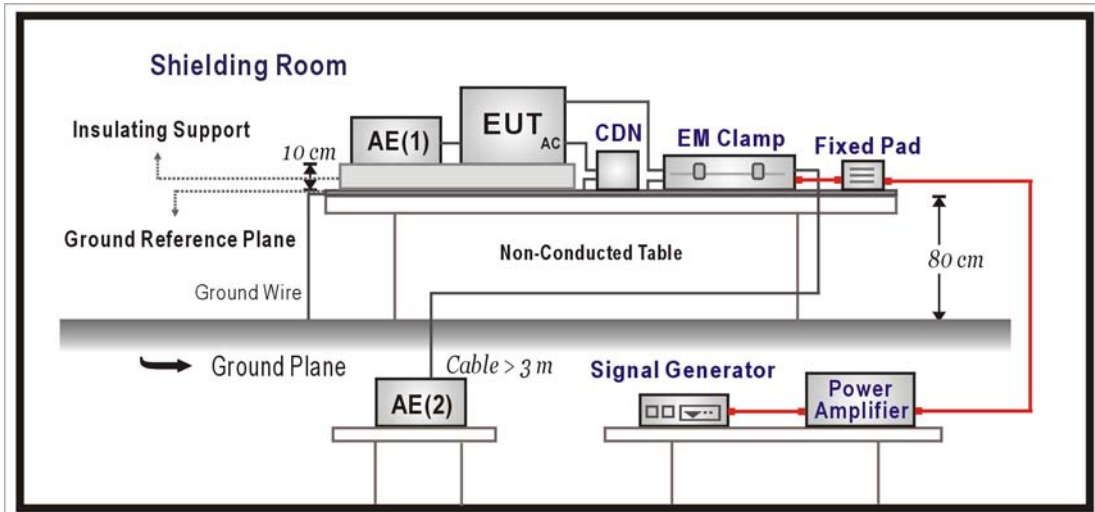 Shielding Room
Insulating Support
10 cm
AE(1)
EUT
AC
CDN
EM Clamp
Fixed Pad
Ground Reference Plane
Non-Conducted Table
80 cm
Ground Wire
Ground Plane
Cable > 3 m
AE(2)
Signal Generator
Power
Amplifier